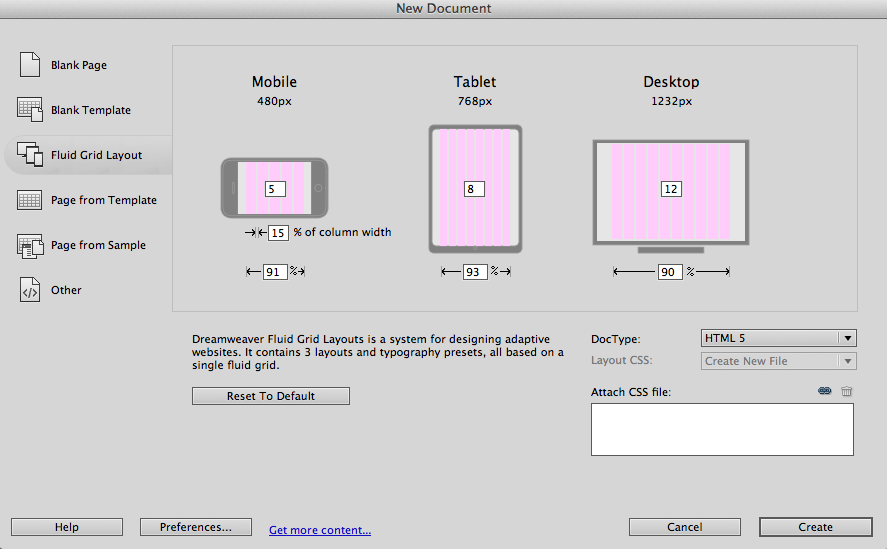 New Document
Blank Page
Blank Template
Fluid Grid Layout
Page from Template
Page from Sample
Other
Mobile
480px
5
15 % of column width
91 %
Tablet
768px
8
93 %
Desktop
1232px
12
90 %
Dreamweaver Fluid Grid Layouts is a system for designing adaptive
websites. It contains 3 layouts and typography presets, all based on a
single fluid grid.
Reset To Default
DocType: HTML 5
Layout CSS: Create New File
Attach CSS file:
Help
Preferences...
Get more content...
Cancel
Create